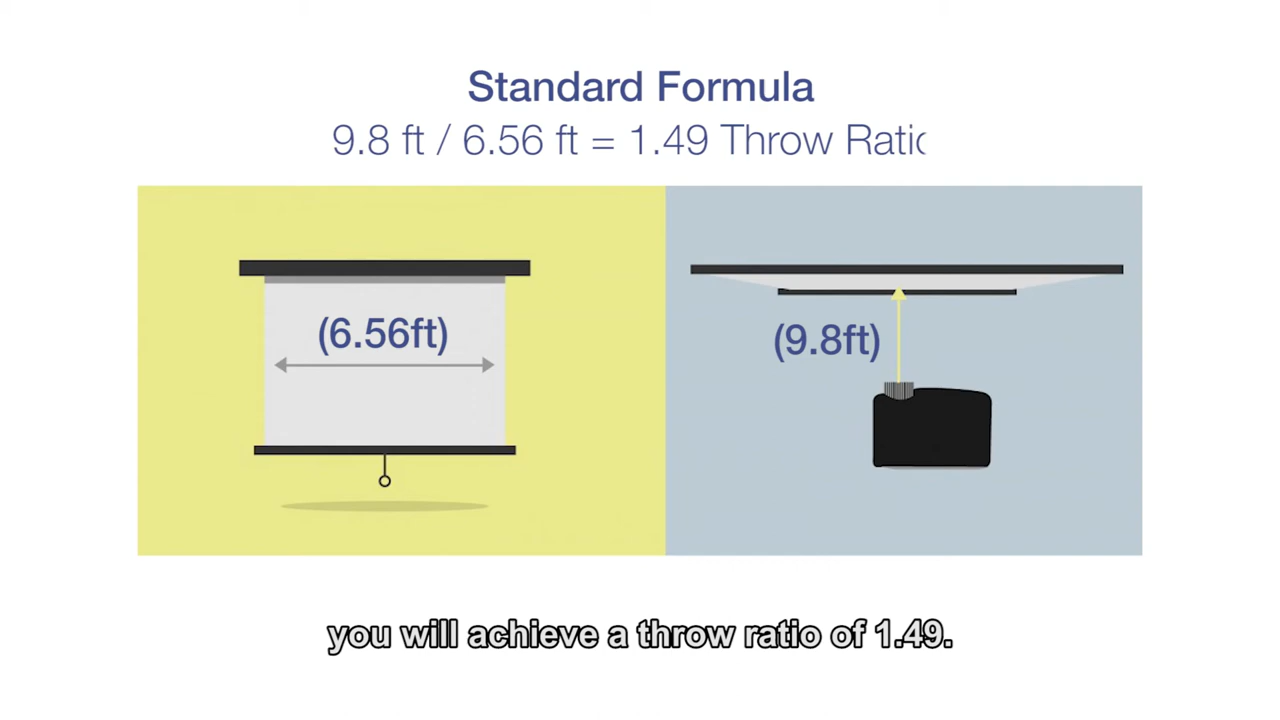 Standard Formula
9.8 ft / 6.56 ft = 1.49 Throw Ratio
(6.56ft)
(9.8ft)
you will achieve a throw ratio of 1.49.